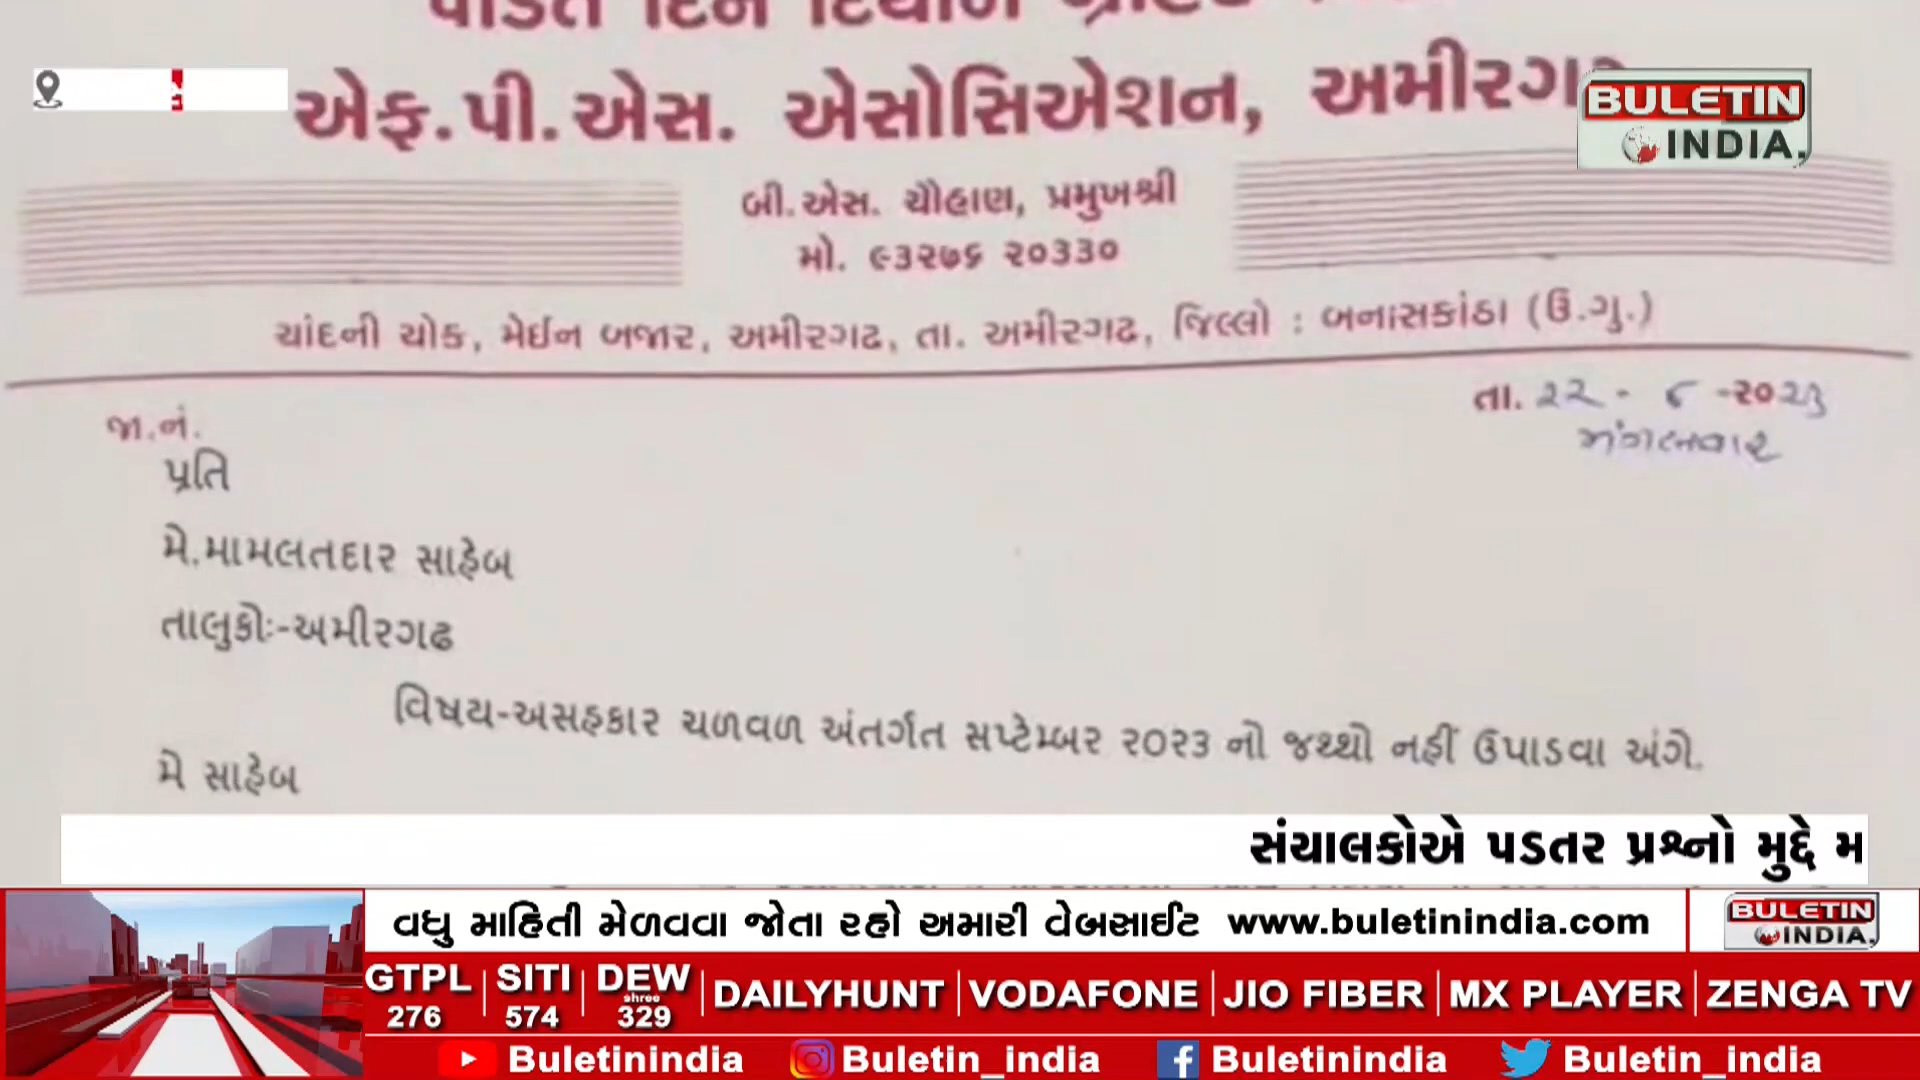 પંડિત દિન દયાળ
એફ.પી.એસ. એસોસિએશન, અમીરગઢ
BULETIN
INDIA
બી.એસ. ચૌહાણ, પ્રમુખશ્રી
મો. ૯૩૨૭૬ ૨૦૩૩૦
ચાંદની ચોક, મેઈન બજાર, અમીરગઢ, તા. અમીરગઢ, જિલ્લો : બનાસકાંઠા (ઉ.ગુ.)
તા. ૨૨ - ૮ -૨૦૨૩
મંગળવાર
જા.નં.
પ્રતિ
મે.મામલતદાર સાહેબ
તાલુકોઃ-અમીરગઢ
વિષય-અસહકાર ચળવળ અંતર્ગત સપ્ટેમ્બર ૨૦૨૩ નો જથ્થો નહીં ઉપાડવા અંગે.
મે સાહેબ
સંચાલકોએ પડતર પ્રશ્નો મુદ્દે મ
વધુ માહિતી મેળવવા જોતા રહો અમારી વેબસાઈટ www.buletinindia.com
BULETIN
INDIA
GTPL 276 | SITI 574 | DEW shree 329 | DAILYHUNT | VODAFONE | JIO FIBER | MX PLAYER | ZENGA TV
Buletinindia Buletin_india Buletinindia Buletin_india